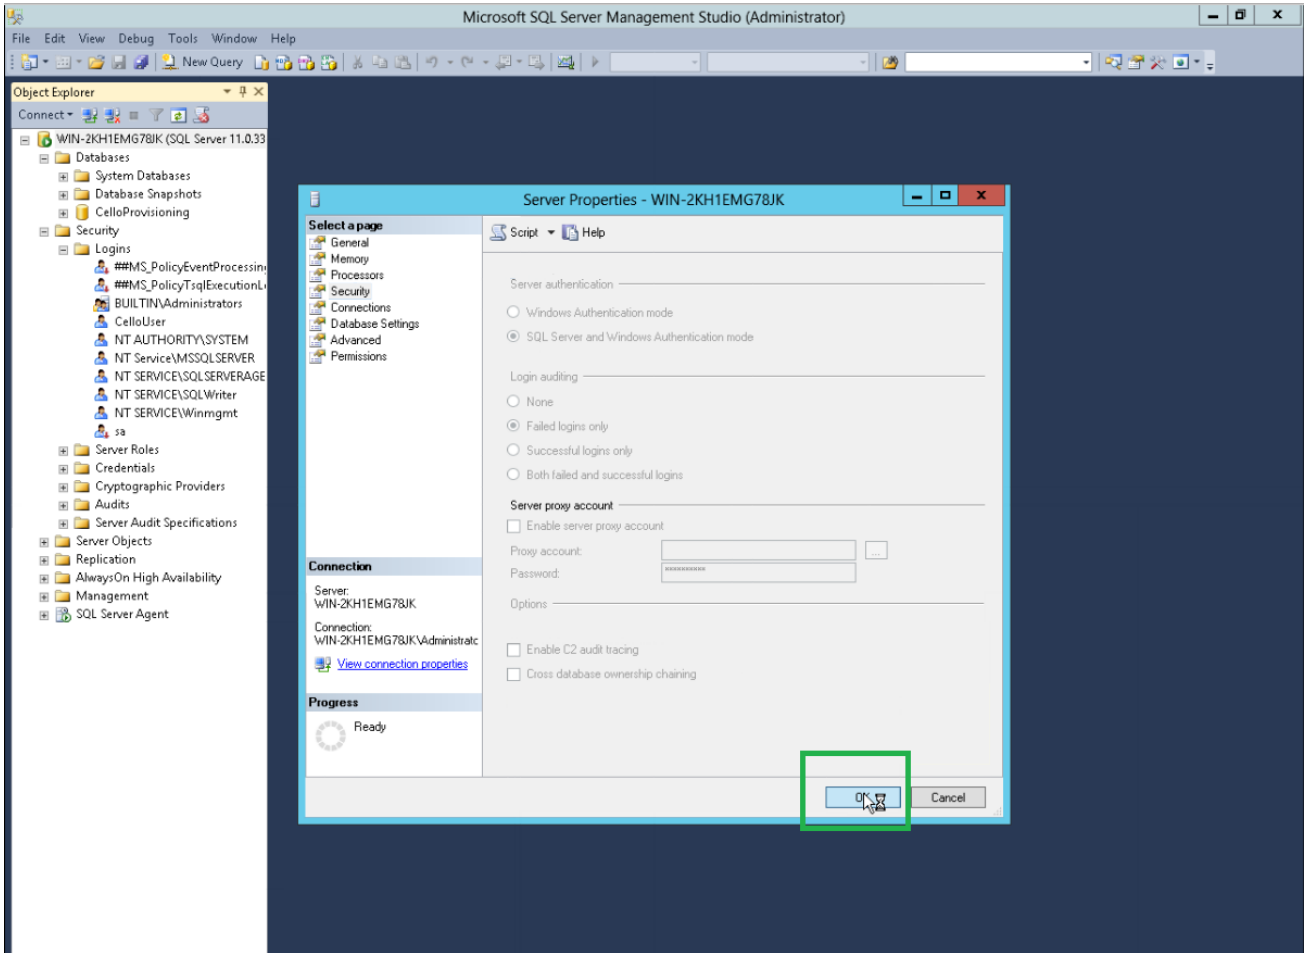 Microsoft SQL Server Management Studio (Administrator)
File Edit View Debug Tools Window Help
New Query
Object Explorer
Connect
WIN-2KH1EMG78JK (SQL Server 11.0.33
Databases
System Databases
Database Snapshots
CelloProvisioning
Security
Logins
##MS_PolicyEventProcessing
##MS_PolicyTsqlExecutionL
BUILTIN\Administrators
CelloUser
NT AUTHORITY\SYSTEM
NT Service\MSSQLSERVER
NT SERVICE\SQLSERVERAGE
NT SERVICE\SQLWriter
NT SERVICE\Winmgmt
sa
Server Roles
Credentials
Cryptographic Providers
Audits
Server Audit Specifications
Server Objects
Replication
AlwaysOn High Availability
Management
SQL Server Agent
Server Properties - WIN-2KH1EMG78JK
Select a page
General
Memory
Processors
Security
Connections
Database Settings
Advanced
Permissions
Connection
Server:
WIN-2KH1EMG78JK
Connection:
WIN-2KH1EMG78JK\Administratc
View connection properties
Progress
Ready
Script Help
Server authentication
Windows Authentication mode
SQL Server and Windows Authentication mode
Login auditing
None
Failed logins only
Successful logins only
Both failed and successful logins
Server proxy account
Enable server proxy account
Proxy account:
...
Password:
**********
Options
Enable C2 audit tracing
Cross database ownership chaining
OK
Cancel